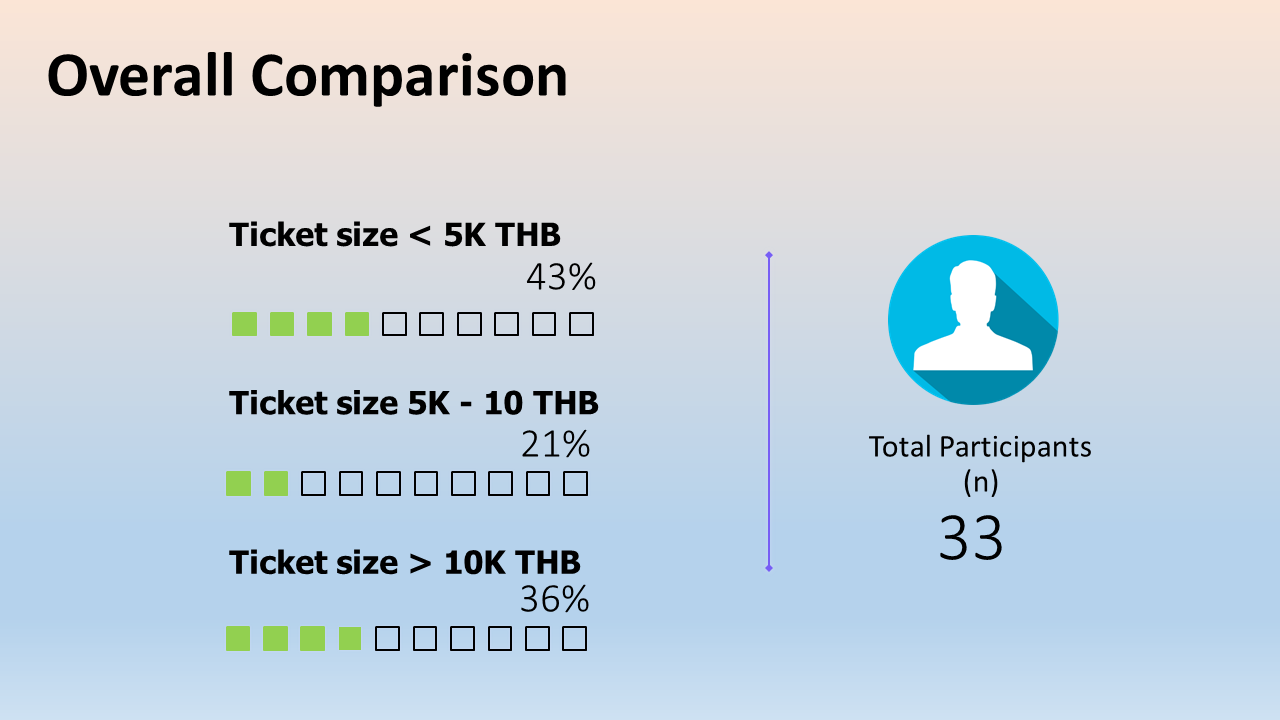 Overall Comparison
Ticket size < 5K THB
43%
Ticket size 5K - 10 THB
21%
Ticket size > 10K THB
36%
Total Participants
(n)
33